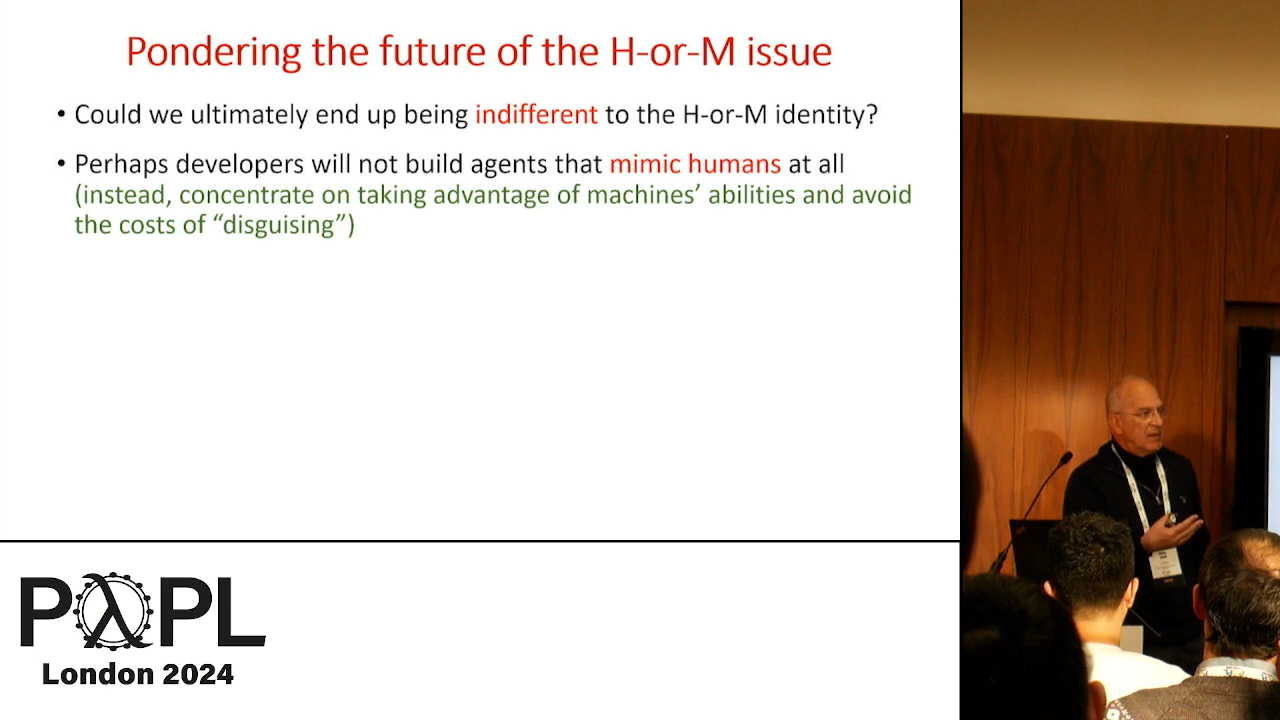 Pondering the future of the H-or-M issue
• Could we ultimately end up being indifferent to the H-or-M identity?
• Perhaps developers will not build agents that mimic humans at all
(instead, concentrate on taking advantage of machines’ abilities and avoid
the costs of “disguising”)
PλPL
London 2024